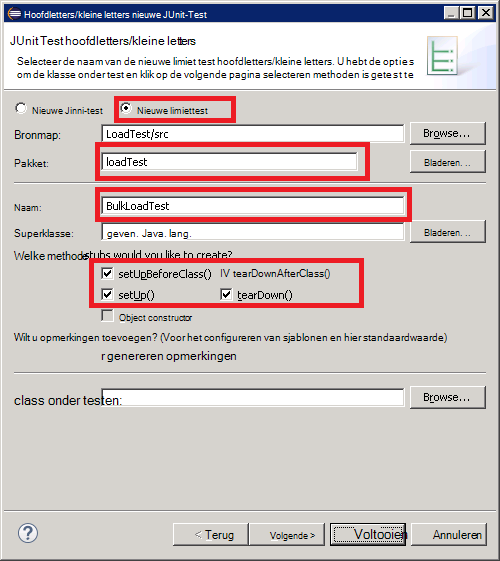 Hoofdletters/kleine letters nieuwe JUnit-Test
JUnit Test hoofdletters/kleine letters
Selecteer de naam van de nieuwe limiet test hoofdletters/kleine letters. U hebt de opties
om de klasse onder test en klik op de volgende pagina selecteren methoden is getest te
Nieuwe Jinni-test
Nieuwe limiettest
Bronmap:
LoadTest/src
Browse...
Pakket:
loadTest
Bladeren. ..
Naam:
BulkLoadTest
Superklasse:
geven. Java. lang.
Bladeren. ..
Welke methode stubs would you like to create?
setUpBeforeClass()
IV tearDownAfterClass()
setUp()
tearDown()
Object constructor
Wilt u opmerkingen toevoegen? (Voor het configureren van sjablonen en hier standaardwaarde)
r genereren opmerkingen
class onder testen:
Browse...
< Terug
Volgende >
Voltooien
Annuleren